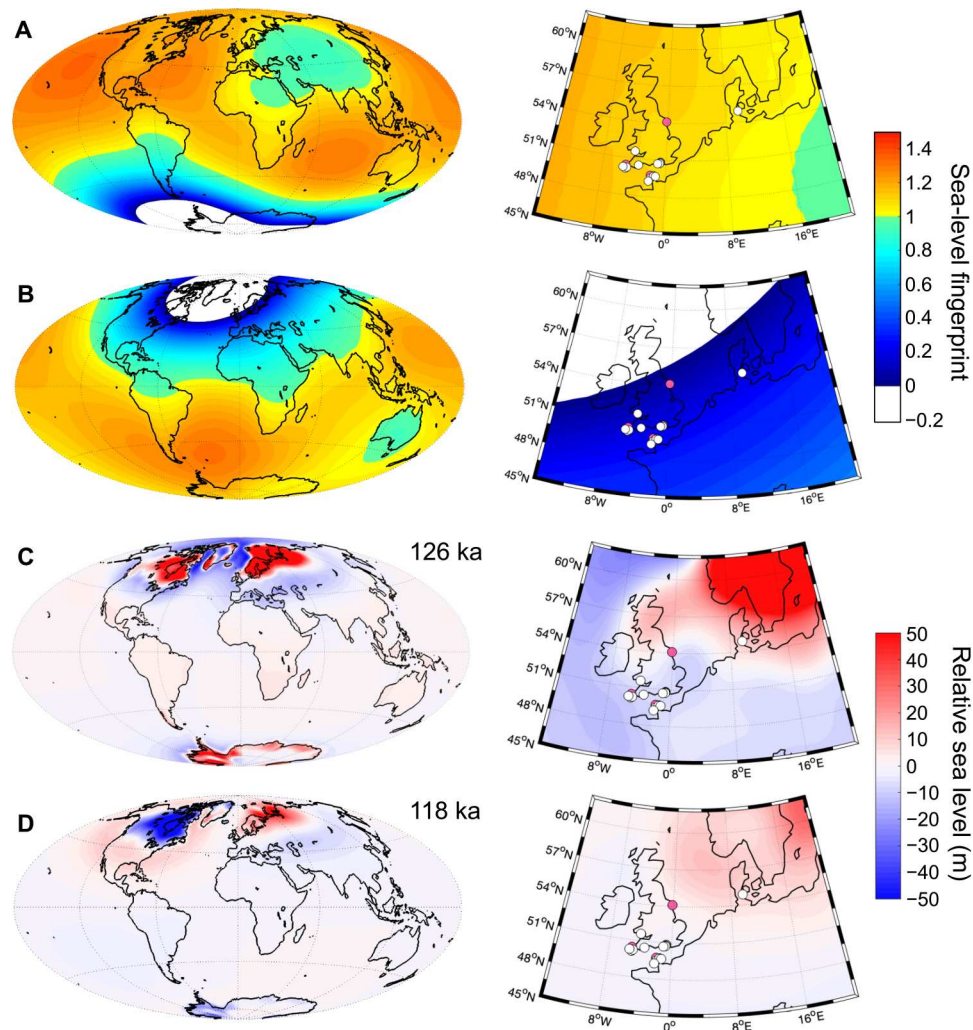 A
60°N
57°N
54°N
51°N
48°N
45°N
8°W
0°
8°E
16°E
1.4
1.2
1
0.8
0.6
0.4
0.2
0
−0.2
Sea-level fingerprint
B
60°N
57°N
54°N
51°N
48°N
45°N
8°W
0°
8°E
16°E
C
126 ka
60°N
57°N
54°N
51°N
48°N
45°N
8°W
0°
8°E
16°E
50
40
30
20
10
0
−10
−20
−30
−40
−50
Relative sea level (m)
D
118 ka
60°N
57°N
54°N
51°N
48°N
45°N
8°W
0°
8°E
16°E